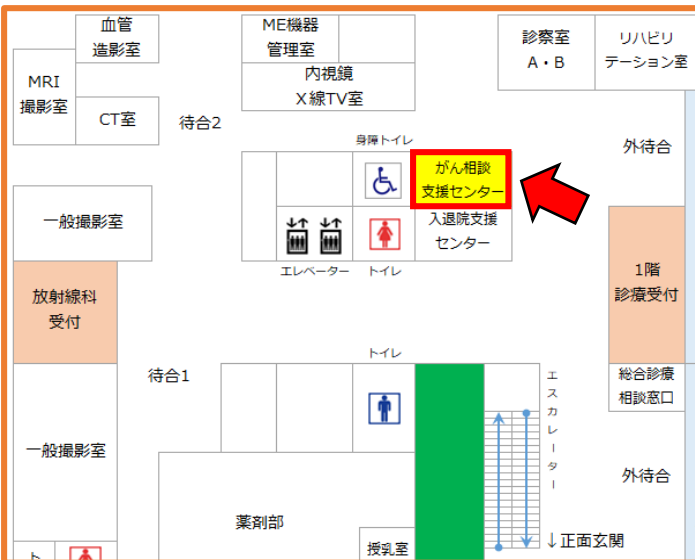 血管
造影室
ME機器
管理室
診察室
A・B
リハビリ
テーション室
MRI
撮影室
内視鏡
X線TV室
CT室
待合2
身障トイレ
外待合
がん相談
支援センター
一般撮影室
入退院支援
センター
エレベーター
トイレ
放射線科
受付
1階
診療受付
トイレ
待合1
エスカレーター
総合診療
相談窓口
一般撮影室
外待合
薬剤部
授乳室
↓正面玄関